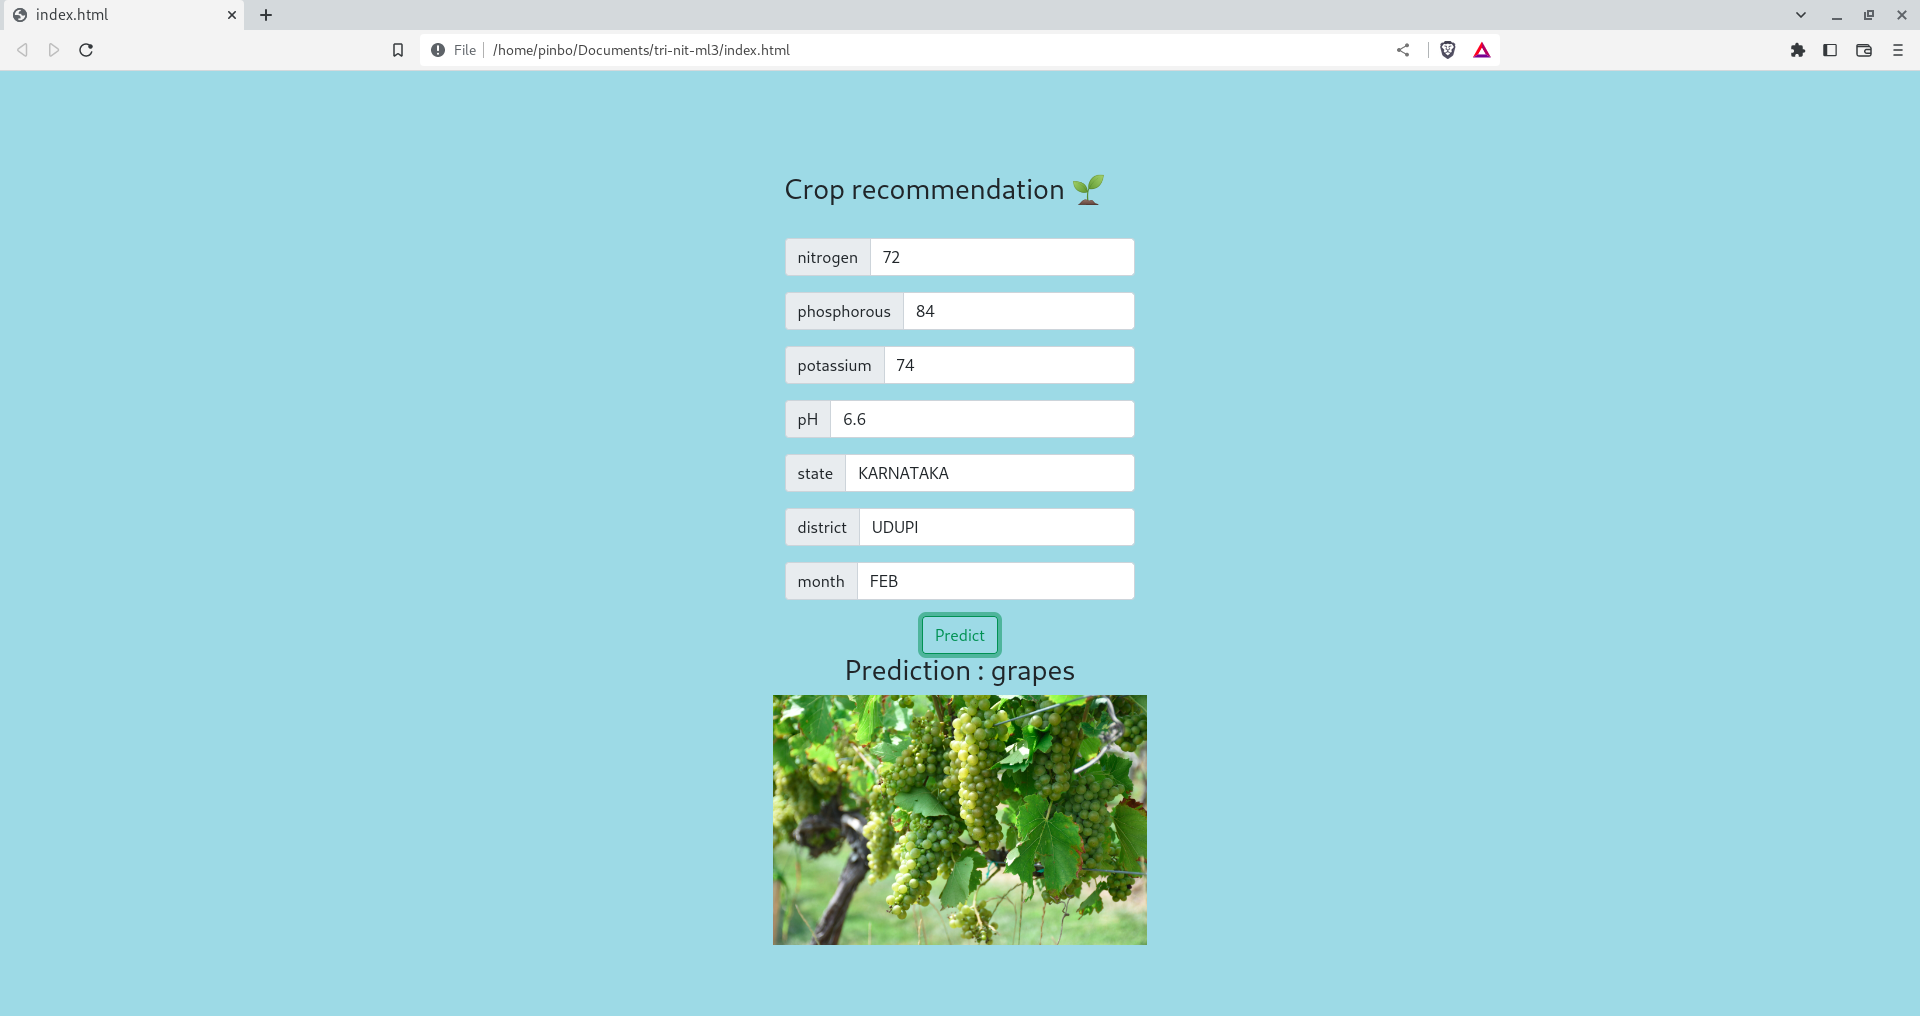 index.html
File /home/pinbo/Documents/tri-nit-ml3/index.html
Crop recommendation 🌱
nitrogen 72
phosphorous 84
potassium 74
pH 6.6
state KARNATAKA
district UDUPI
month FEB
Predict
Prediction : grapes